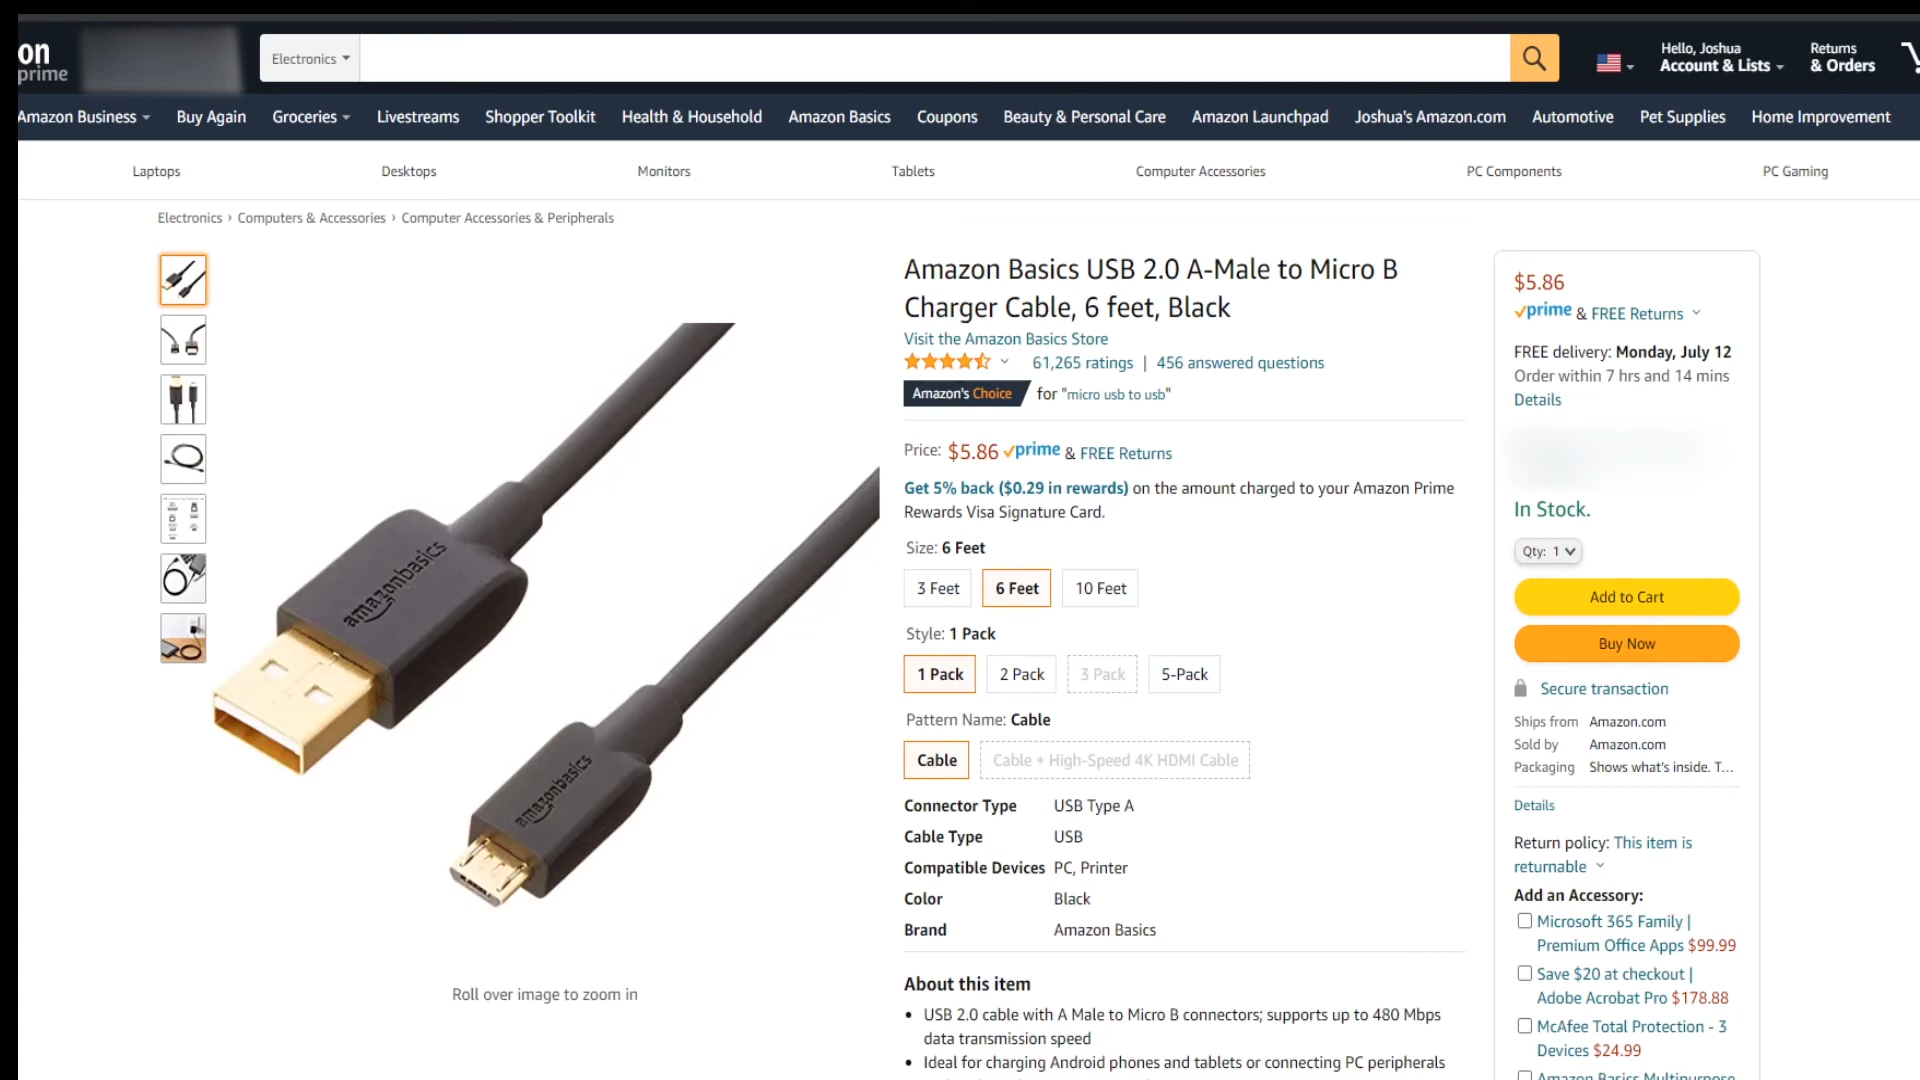 on
prime
Electronics
Hello, Joshua
Account & Lists
Returns
& Orders
Amazon Business
Buy Again
Groceries
Livestreams
Shopper Toolkit
Health & Household
Amazon Basics
Coupons
Beauty & Personal Care
Amazon Launchpad
Joshua's Amazon.com
Automotive
Pet Supplies
Home Improvement
Laptops
Desktops
Monitors
Tablets
Computer Accessories
PC Components
PC Gaming
Electronics › Computers & Accessories › Computer Accessories & Peripherals
amazonbasics
amazonbasics
Roll over image to zoom in
Amazon Basics USB 2.0 A-Male to Micro B
Charger Cable, 6 feet, Black
Visit the Amazon Basics Store
61,265 ratings | 456 answered questions
Amazon's Choice for "micro usb to usb"
Price: $5.86 prime & FREE Returns
Get 5% back ($0.29 in rewards) on the amount charged to your Amazon Prime
Rewards Visa Signature Card.
Size: 6 Feet
3 Feet
6 Feet
10 Feet
Style: 1 Pack
1 Pack
2 Pack
3 Pack
5-Pack
Pattern Name: Cable
Cable
Cable + High-Speed 4K HDMI Cable
Connector Type USB Type A
Cable Type USB
Compatible Devices PC, Printer
Color Black
Brand Amazon Basics
About this item
• USB 2.0 cable with A Male to Micro B connectors; supports up to 480 Mbps
data transmission speed
• Ideal for charging Android phones and tablets or connecting PC peripherals
$5.86
prime & FREE Returns
FREE delivery: Monday, July 12
Order within 7 hrs and 14 mins
Details
In Stock.
Qty: 1
Add to Cart
Buy Now
Secure transaction
Ships from Amazon.com
Sold by Amazon.com
Packaging Shows what's inside. T...
Details
Return policy: This item is
returnable
Add an Accessory:
Microsoft 365 Family |
Premium Office Apps $99.99
Save $20 at checkout |
Adobe Acrobat Pro $178.88
McAfee Total Protection - 3
Devices $24.99
Amazon Basics Multipurpose